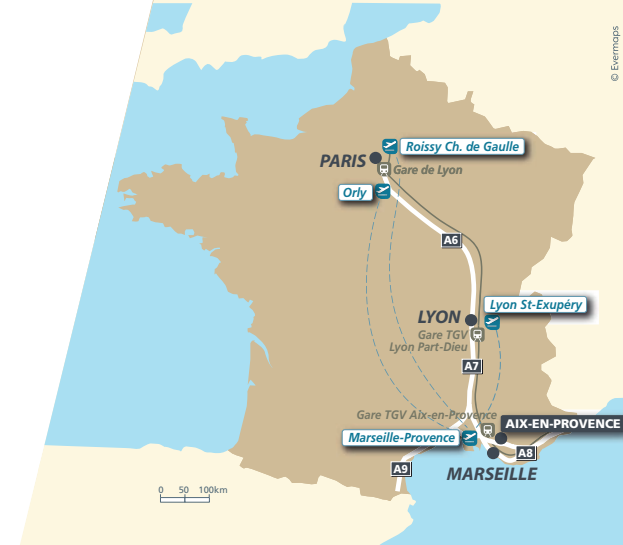 © Evermaps
Roissy Ch. de Gaulle
PARIS
Gare de Lyon
Orly
A6
Lyon St-Exupéry
LYON
Gare TGV
Lyon Part-Dieu
A7
Gare TGV Aix-en-Provence
AIX-EN-PROVENCE
Marseille-Provence
A8
A9
MARSEILLE
0 50 100km